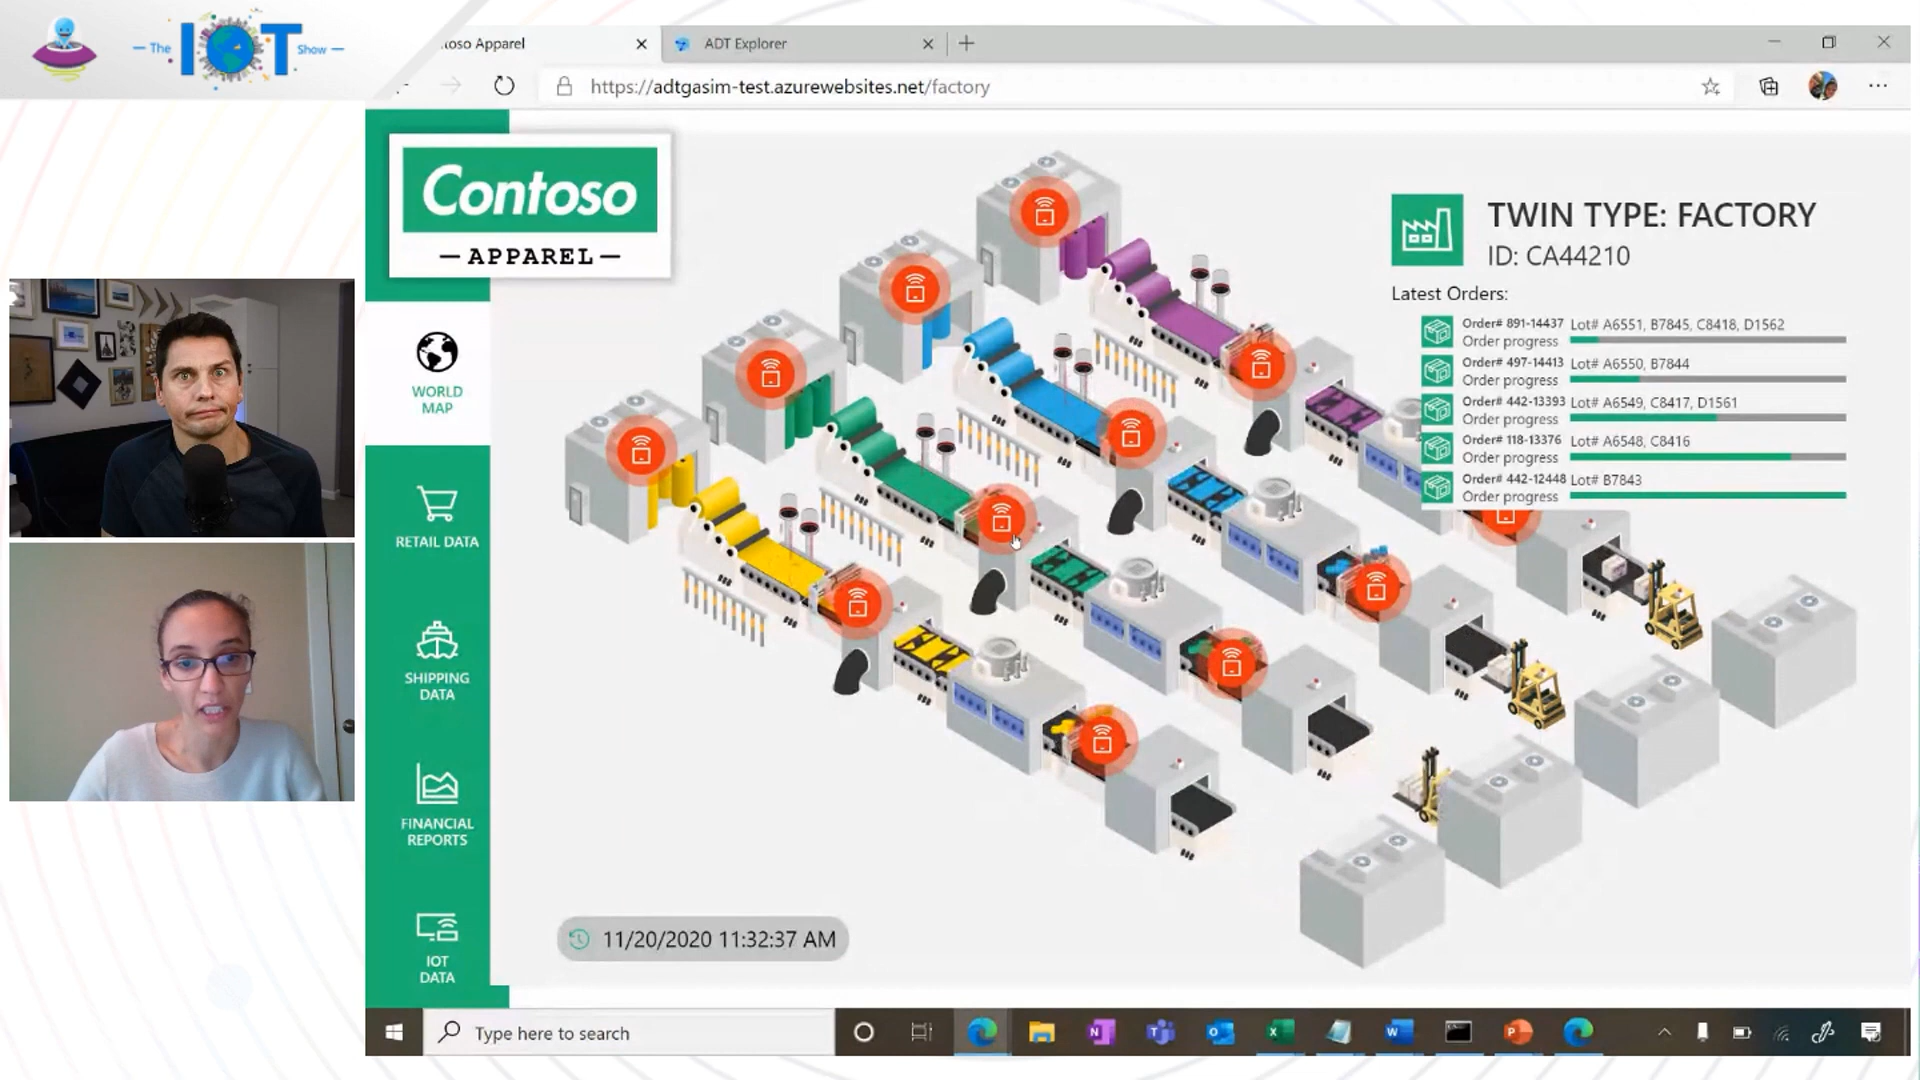 The IOT Show
toso Apparel
ADT Explorer
https://adtgasim-test.azurewebsites.net/factory
Contoso
APPAREL
WORLD
MAP
RETAIL DATA
SHIPPING
DATA
FINANCIAL
REPORTS
IOT
DATA
TWIN TYPE: FACTORY
ID: CA44210
Latest Orders:
Order# 891-14437 Lot# A6551, B7845, C8418, D1562
Order progress
Order# 497-14413 Lot# A6550, B7844
Order progress
Order# 442-13393 Lot# A6549, C8417, D1561
Order progress
Order# 118-13376 Lot# A6548, C8416
Order progress
Order# 442-12448 Lot# B7843
Order progress
11/20/2020 11:32:37 AM
Type here to search